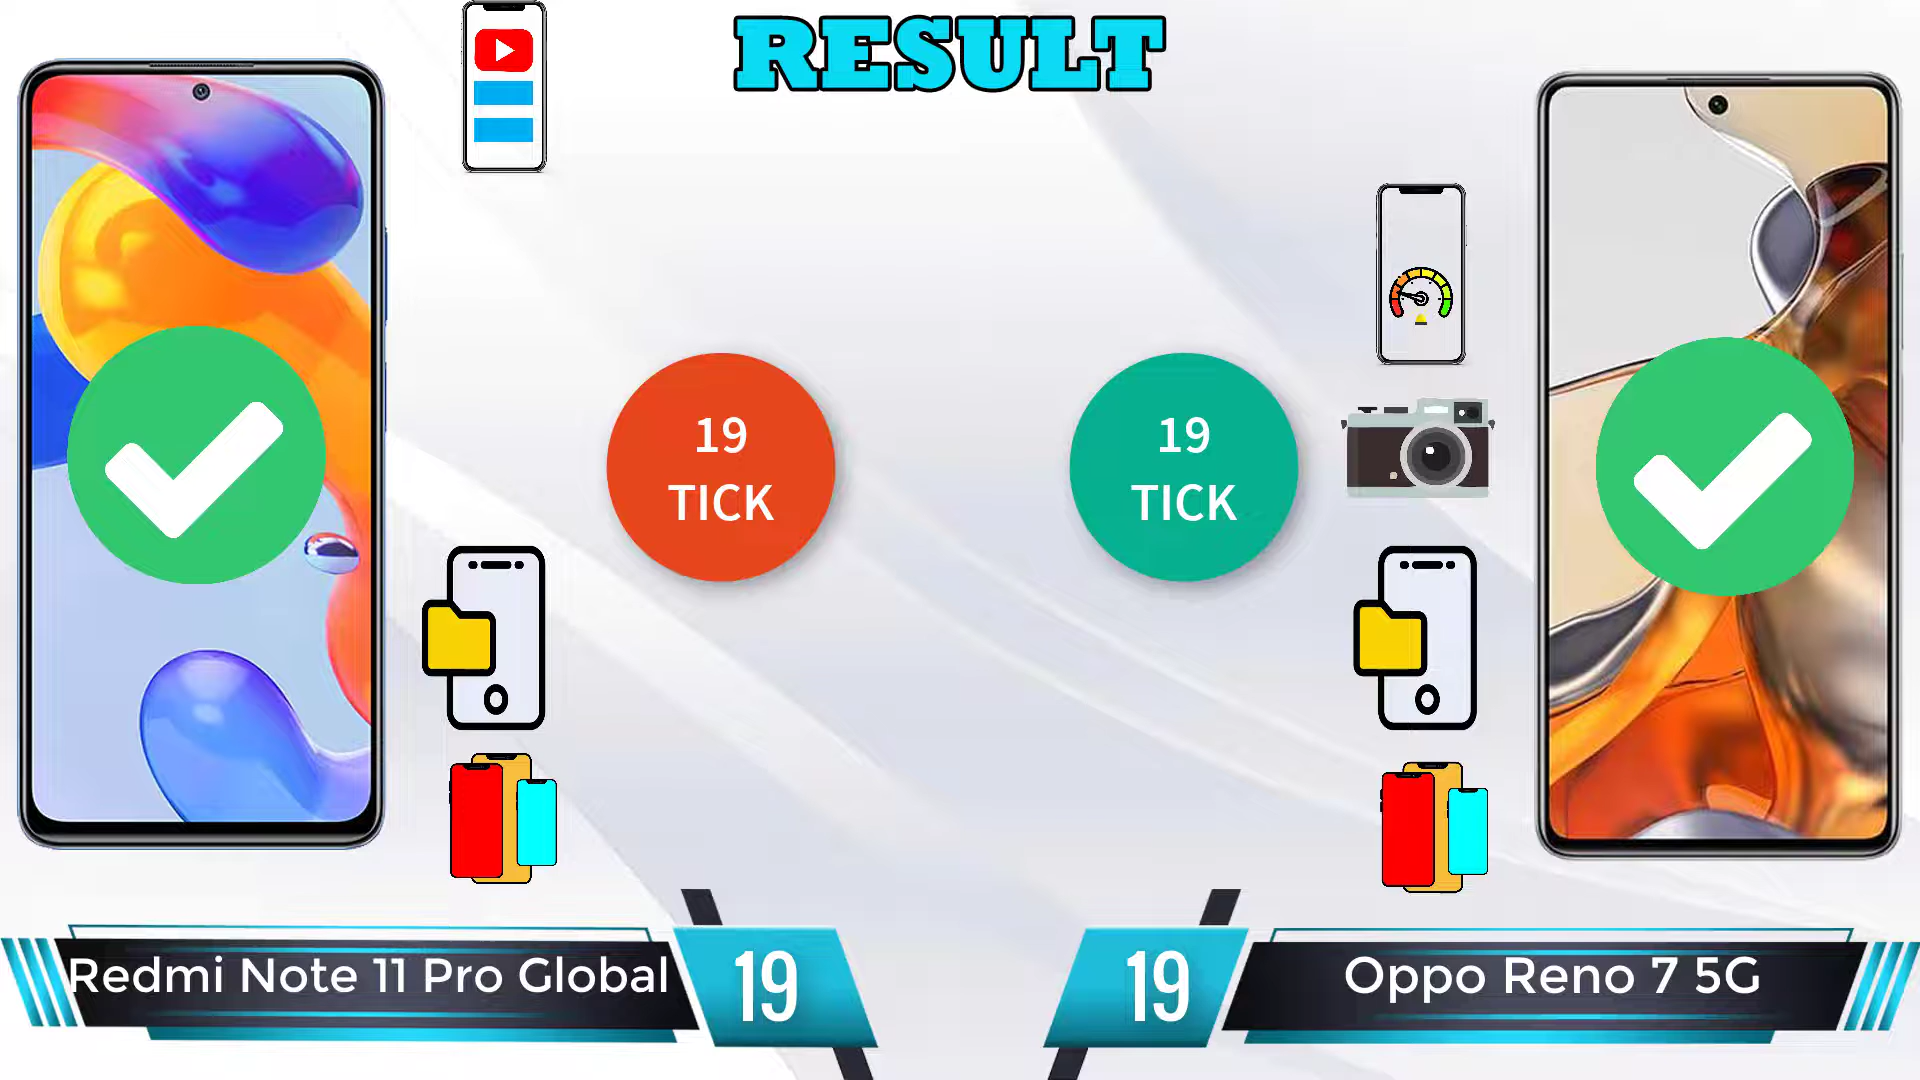 RESULT
19
TICK
19
TICK
Redmi Note 11 Pro Global
19
19
Oppo Reno 7 5G